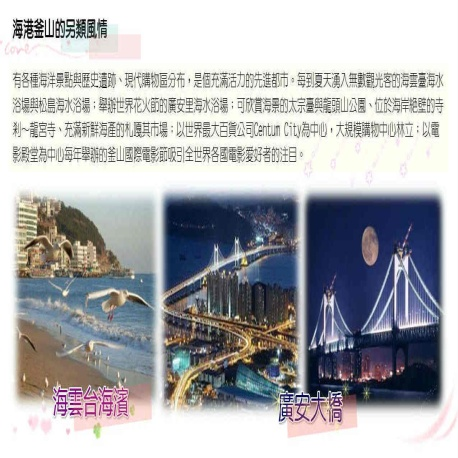 海港釜山的另類風情
love
有各種海洋景點與歷史遺跡、現代購物區分布，是個充滿活力的先進都市。每到夏天湧入無數觀光客的海雲臺海水
浴場與松島海水浴場；舉辦世界花火節的廣安里海水浴場；可欣賞海景的太宗臺與龍頭山公園、位於海岸絶壁的寺
刹～龍宮寺、充滿新鮮海產的札嘎其市場；以世界最大百貨公司Centum City為中心，大規模購物中心林立；以電
影殿堂為中心每年舉辦的釜山國際電影節吸引全世界各國電影愛好者的注目。
海雲台海濱
廣安大橋